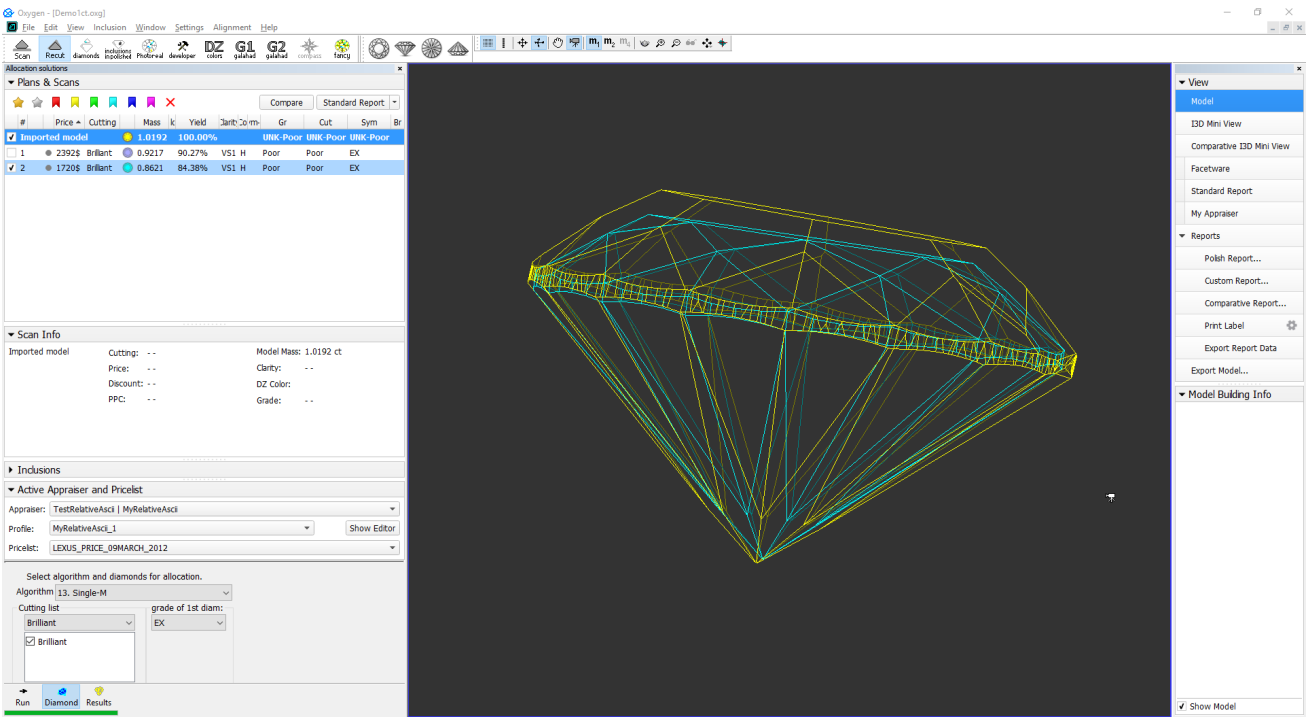 Oxygen - [Demo1ct.oxg]
File Edit View Inclusion Window Settings Alignment Help
Scan Recut diamonds inclusions inpolished Photoreal DZ colors G1 galahad G2 galahad compass fancy developer
m1 m2 m4
Allocation solutions
Plans & Scans
Compare Standard Report
# Price Cutting Mass k Yield Clarit Co Gr Cut Sym Br
Imported model 1.0192 100.00% UNK-Poor UNK-Poor UNK-Poor
1 2392$ Brilliant 0.9217 90.27% VS1 H Poor Poor EX
2 1720$ Brilliant 0.8621 84.38% VS1 H Poor Poor EX
Scan Info
Imported model Cutting: -- Model Mass: 1.0192 ct
Price: -- Clarity: --
Discount: -- DZ Color:
PPC: -- Grade: --
Inclusions
Active Appraiser and Pricelist
Appraiser: TestRelativeAscii | MyRelativeAscii
Profile: MyRelativeAscii_1 Show Editor
Pricelist: LEXUS_PRICE_09MARCH_2012
Select algorithm and diamonds for allocation.
Algorithm 13. Single-M
Cutting list grade of 1st diam:
Brilliant EX
Brilliant
Run Diamond Results
View
Model
I3D Mini View
Comparative I3D Mini View
Facetware
Standard Report
My Appraiser
Reports
Polish Report...
Custom Report...
Comparative Report...
Print Label
Export Report Data
Export Model...
Model Building Info
Show Model